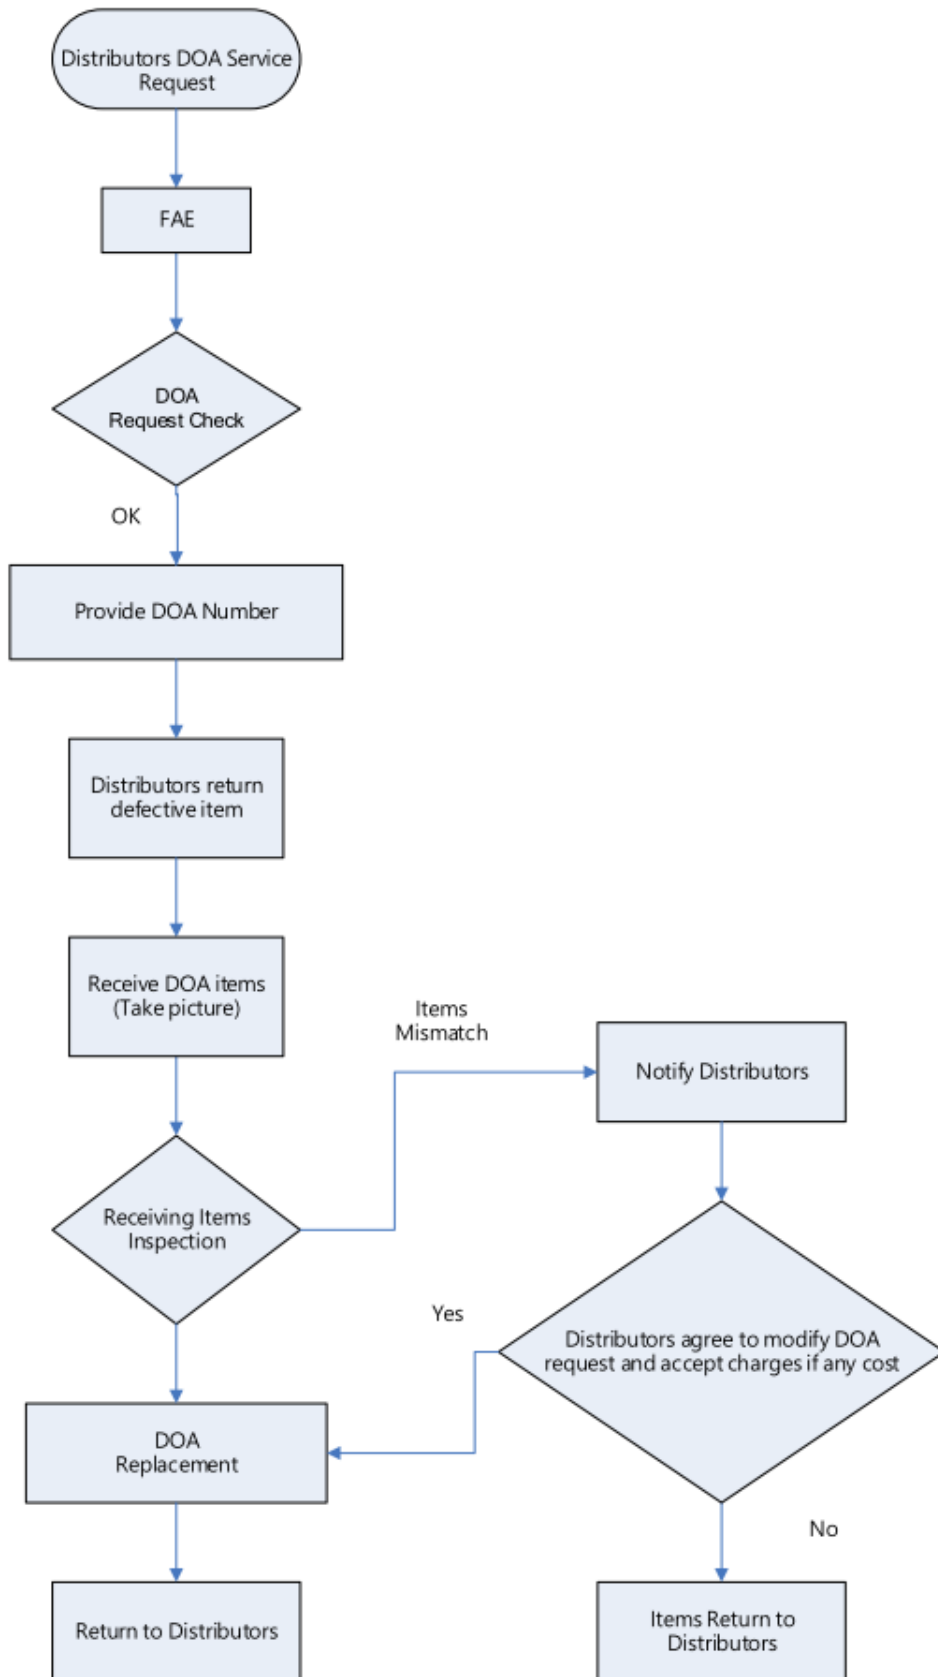 Distributors DOA Service
Request
FAE
DOA
Request Check
OK
Provide DOA Number
Distributors return
defective item
Receive DOA items
(Take picture)
Items
Mismatch
Notify Distributors
Receiving Items
Inspection
Yes
Distributors agree to modify DOA
request and accept charges if any cost
DOA
Replacement
No
Return to Distributors
Items Return to
Distributors